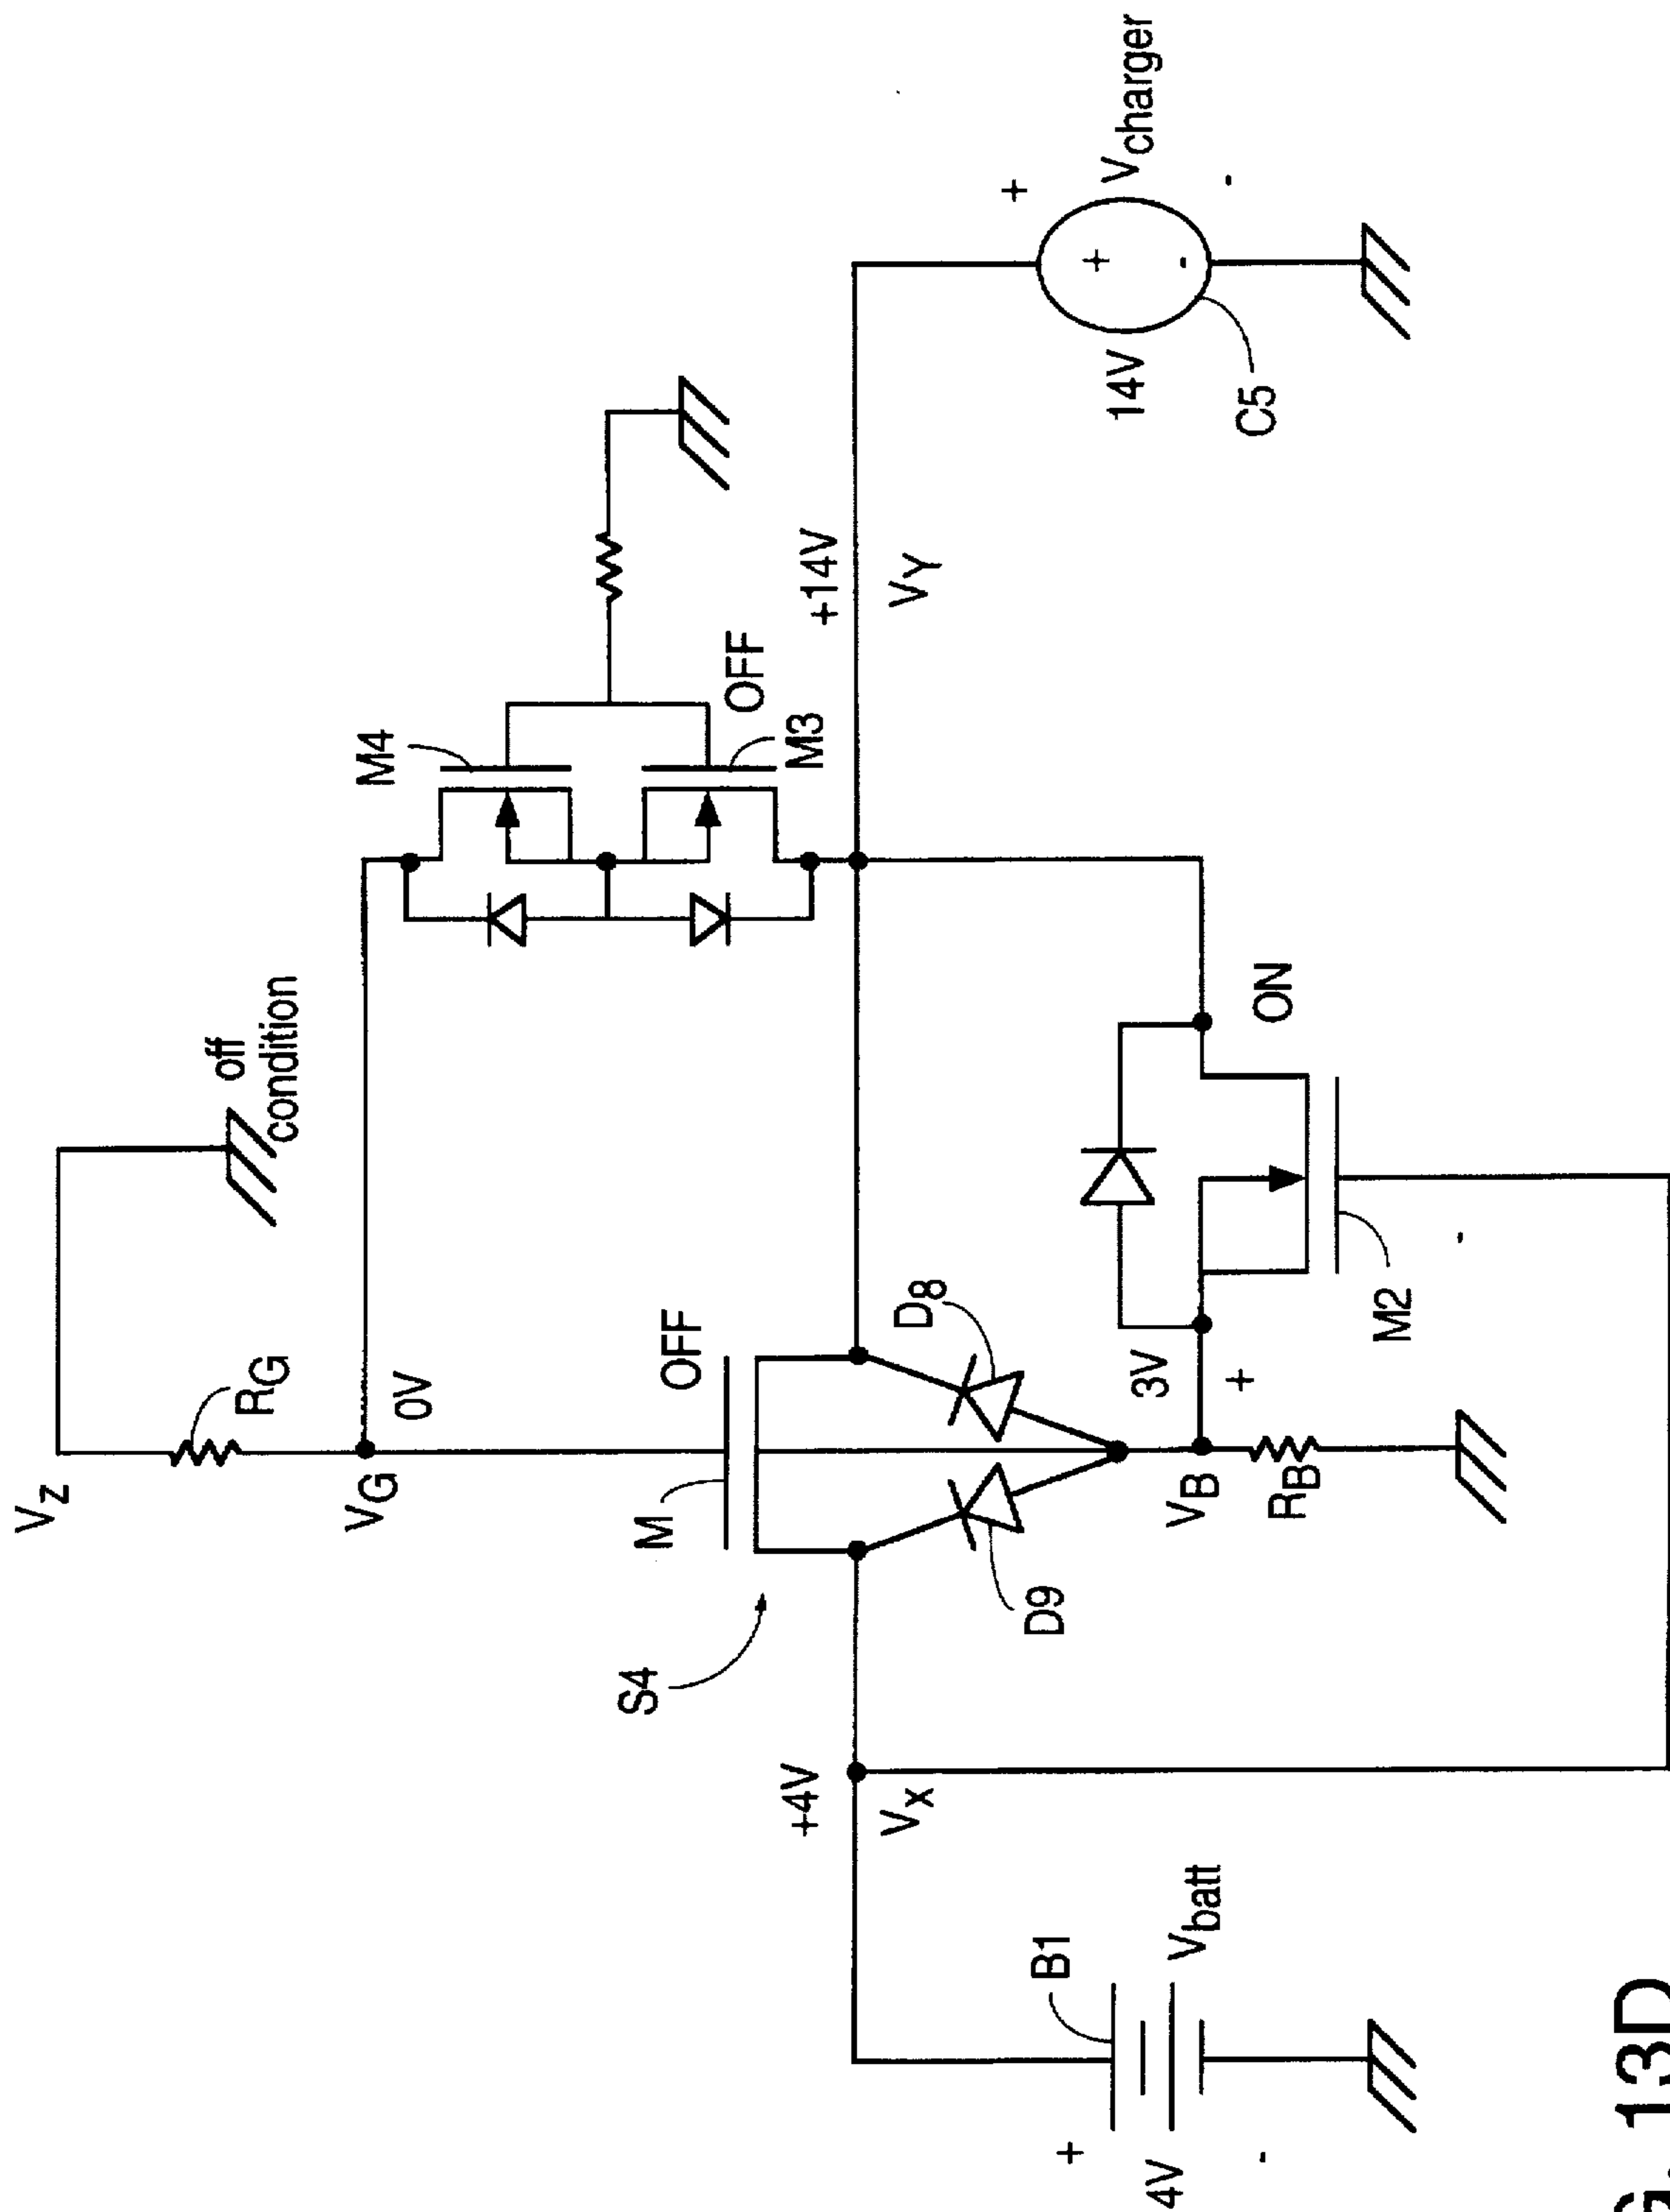 VZ
RG
off
condition
VG
0V
M4
OFF
M3
M
OFF
S4
+4V
VX
+14V
VY
D8
D9
3V
+
VB
RB
ON
M2
-
B1
+
4V
-
Vbatt
+
Vcharger
-
+
-
14V
C5
13D